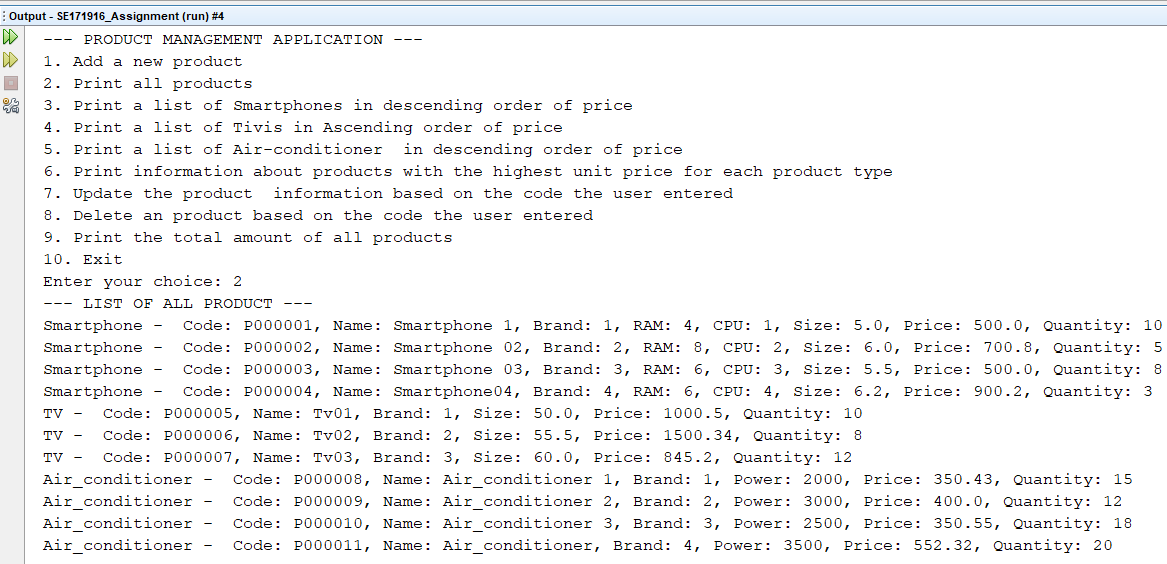 Output - SE171916_Assignment (run) #4
--- PRODUCT MANAGEMENT APPLICATION ---
1. Add a new product
2. Print all products
3. Print a list of Smartphones in descending order of price
4. Print a list of Tivis in Ascending order of price
5. Print a list of Air-conditioner  in descending order of price
6. Print information about products with the highest unit price for each product type
7. Update the product  information based on the code the user entered
8. Delete an product based on the code the user entered
9. Print the total amount of all products
10. Exit
Enter your choice: 2
--- LIST OF ALL PRODUCT ---
Smartphone -  Code: P000001, Name: Smartphone 1, Brand: 1, RAM: 4, CPU: 1, Size: 5.0, Price: 500.0, Quantity: 10
Smartphone -  Code: P000002, Name: Smartphone 02, Brand: 2, RAM: 8, CPU: 2, Size: 6.0, Price: 700.8, Quantity: 5
Smartphone -  Code: P000003, Name: Smartphone 03, Brand: 3, RAM: 6, CPU: 3, Size: 5.5, Price: 500.0, Quantity: 8
Smartphone -  Code: P000004, Name: Smartphone04, Brand: 4, RAM: 6, CPU: 4, Size: 6.2, Price: 900.2, Quantity: 3
TV -  Code: P000005, Name: Tv01, Brand: 1, Size: 50.0, Price: 1000.5, Quantity: 10
TV -  Code: P000006, Name: Tv02, Brand: 2, Size: 55.5, Price: 1500.34, Quantity: 8
TV -  Code: P000007, Name: Tv03, Brand: 3, Size: 60.0, Price: 845.2, Quantity: 12
Air_conditioner -  Code: P000008, Name: Air_conditioner 1, Brand: 1, Power: 2000, Price: 350.43, Quantity: 15
Air_conditioner -  Code: P000009, Name: Air_conditioner 2, Brand: 2, Power: 3000, Price: 400.0, Quantity: 12
Air_conditioner -  Code: P000010, Name: Air_conditioner 3, Brand: 3, Power: 2500, Price: 350.55, Quantity: 18
Air_conditioner -  Code: P000011, Name: Air_conditioner, Brand: 4, Power: 3500, Price: 552.32, Quantity: 20